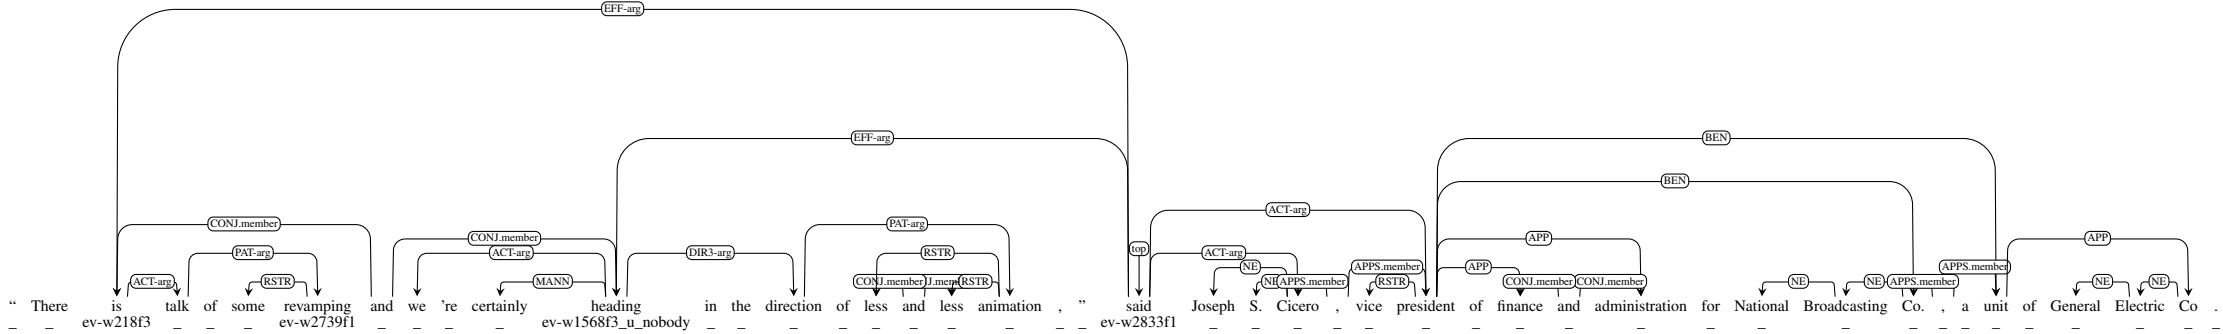 EFF-arg
EFF-arg BEN
BEN
ACT-arg
CONJ.member PAT-arg
CONJ.member APP APP
top
PAT-arg ACT-arg DIR3-arg RSTR ACT-arg
NE APPS.member APP APPS.member
ACT-arg RSTR MANN CONJ.member RSTR NE APPS.member RSTR CONJ.member CONJ.member NE NE APPS.member NE NE
“ There is talk of some revamping and we ’re certainly heading in the direction of less and less animation , ” said Joseph S. Cicero , vice president of finance and administration for National Broadcasting Co. , a unit of General Electric Co .
_ _ ev-w218f3 _ _ _ ev-w2739f1 _ _ _ _ ev-w1568f3_u_nobody _ _ _ _ _ _ _ _ _ _ ev-w2833f1 _ _ _ _ _ _ _ _ _ _ _ _ _ _ _ _ _ _ _ _ _ _